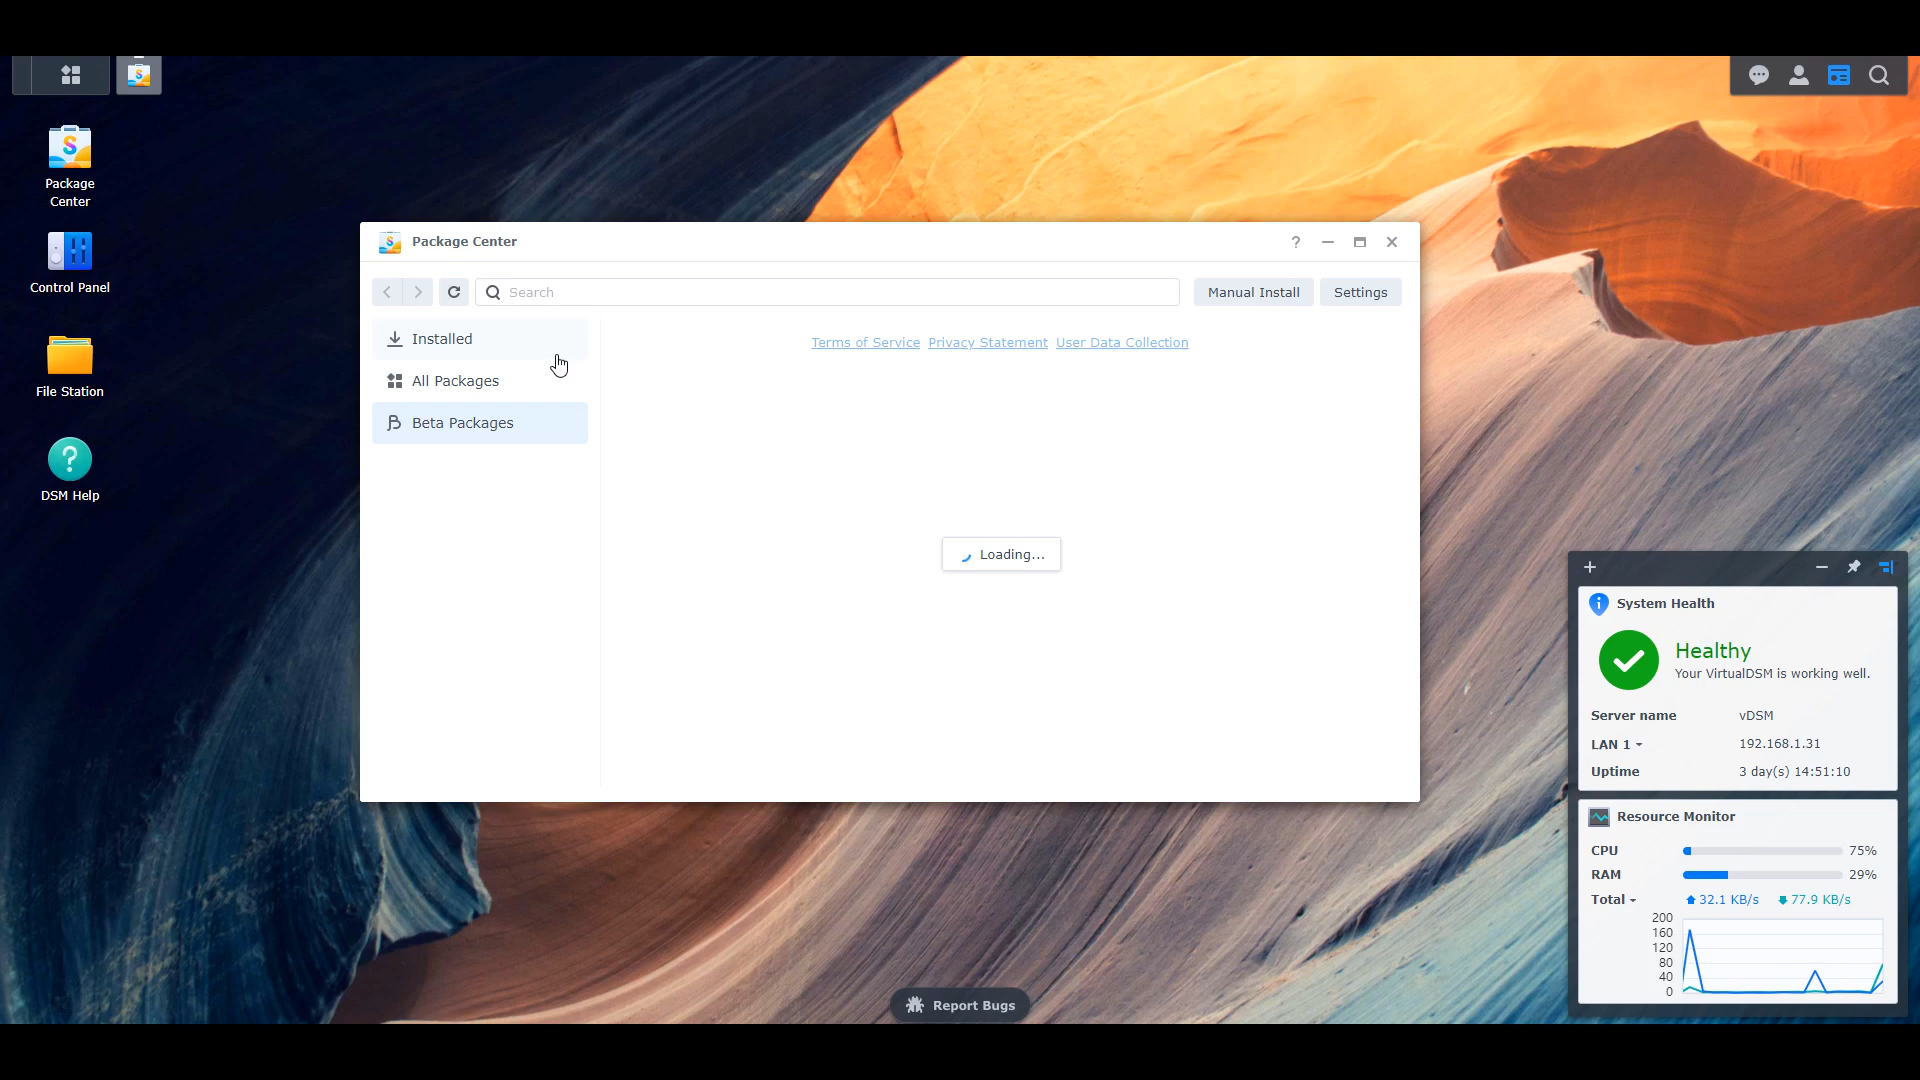 Package
Center
Control Panel
File Station
DSM Help
Package Center
Search
Manual Install
Settings
Installed
All Packages
Beta Packages
Terms of Service Privacy Statement User Data Collection
Loading...
System Health
Healthy
Your VirtualDSM is working well.
Server name vDSM
LAN 1 192.168.1.31
Uptime 3 day(s) 14:51:10
Resource Monitor
CPU 75%
RAM 29%
Total 32.1 KB/s 77.9 KB/s
200
160
120
80
40
0
Report Bugs